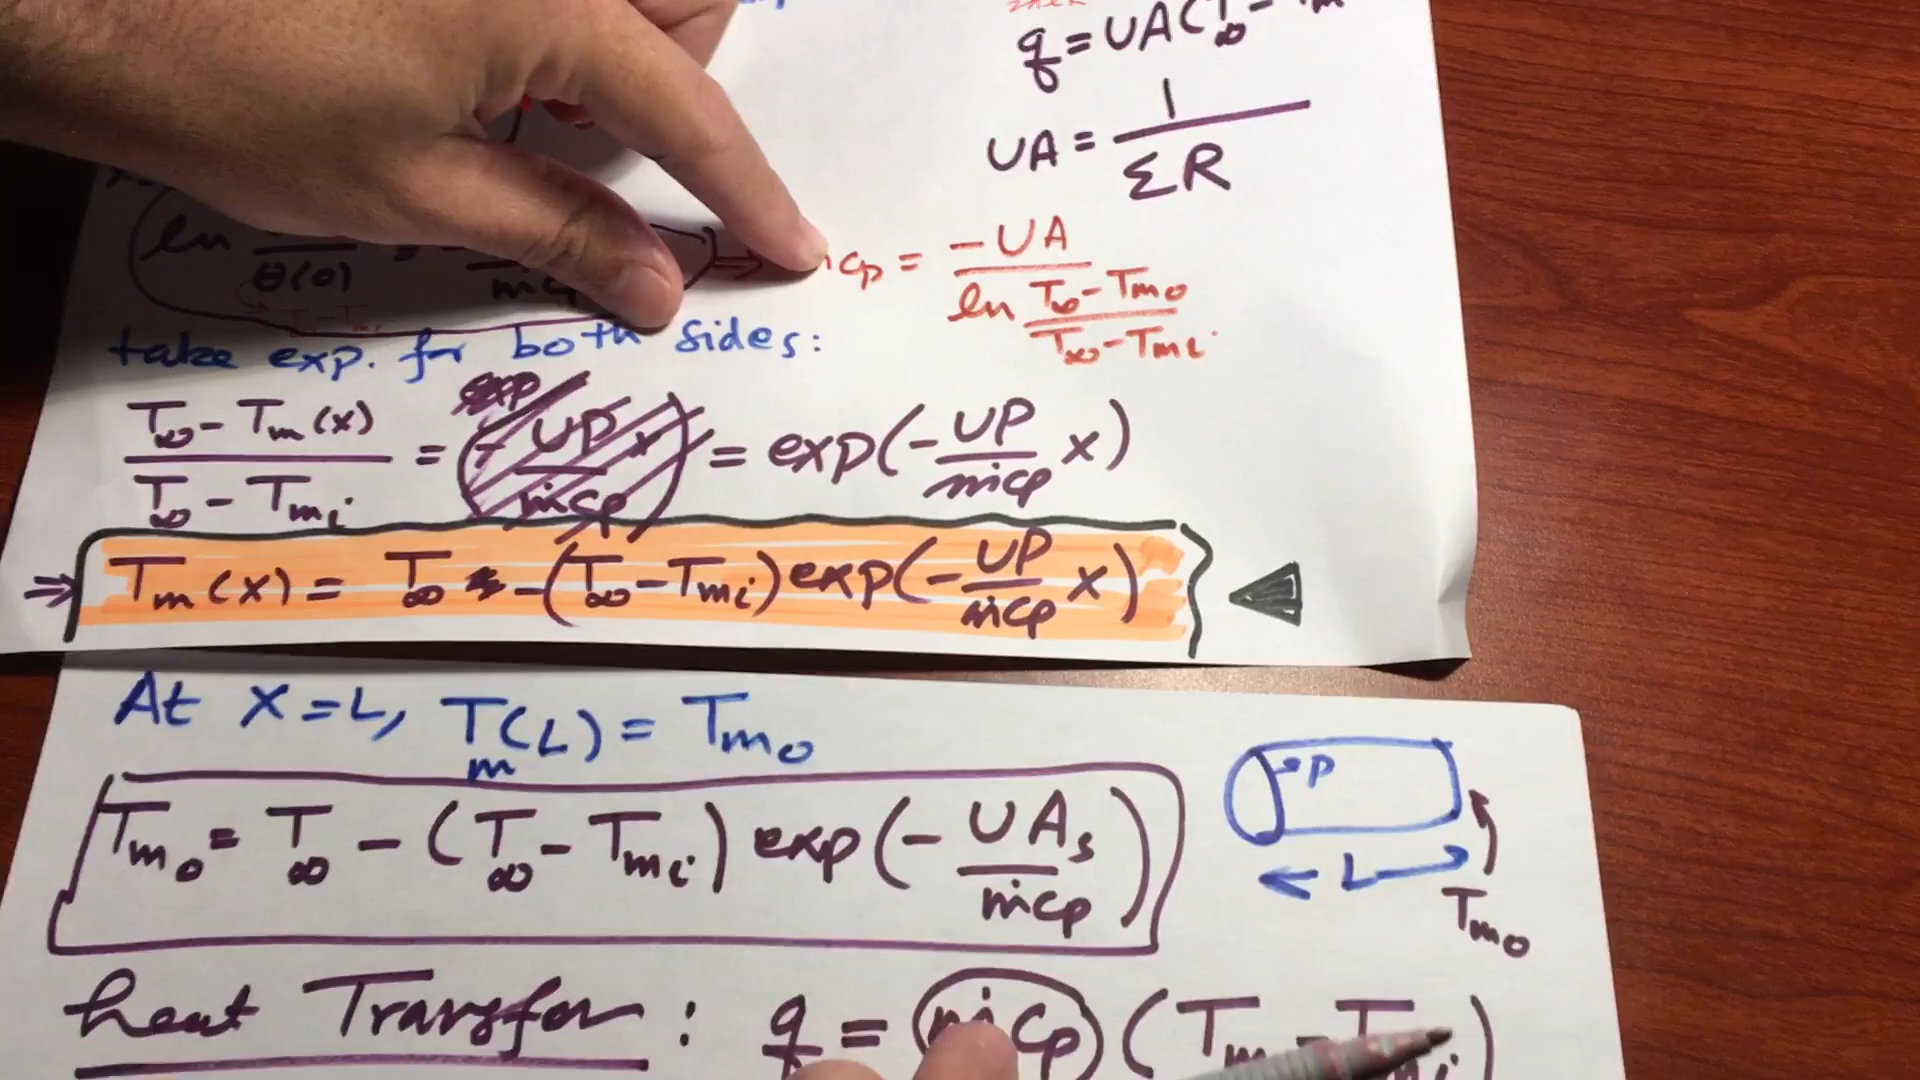 q = UA(T∞ - Tm
UA = 1 / ΣR
ln / θ(0) = ṁcp ⇒ cp = -UA / ln (T∞ - Tmo / T∞ - Tmi)
take exp. for both sides:
T∞ - Tm(x) / T∞ - Tmi = = exp(- UP / ṁcp x)
⇒ Tm(x) = T∞ - (T∞ - Tmi) exp(- UP / ṁcp x)
At x = L, Tm(L) = Tmo
P
L
Tmo
Tmo = T∞ - (T∞ - Tmi) exp(- UAs / ṁcp)
heat Transfer : q = ṁcp (Tm - Tmi)